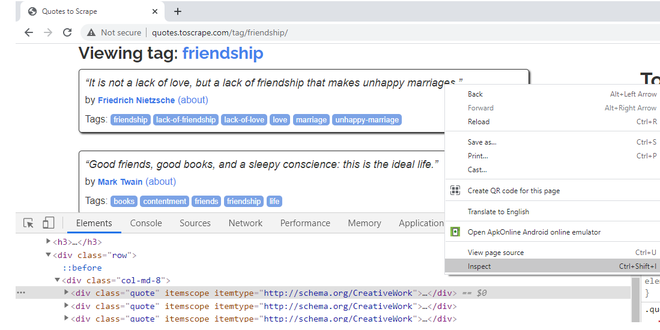 Quotes to Scrape
Not secure | quotes.toscrape.com/tag/friendship/
Viewing tag: friendship
“It is not a lack of love, but a lack of friendship that makes unhappy marriages.”
by Friedrich Nietzsche (about)
Tags: friendship lack-of-friendship lack-of-love love marriage unhappy-marriage
“Good friends, good books, and a sleepy conscience: this is the ideal life.”
by Mark Twain (about)
Tags: books contentment friends friendship life
Back Alt+Left Arrow
Forward Alt+Right Arrow
Reload Ctrl+R
Save as... Ctrl+S
Print... Ctrl+P
Cast...
Create QR code for this page
Translate to English
Open ApkOnline Android online emulator
View page source Ctrl+U
Inspect Ctrl+Shift+I
Elements Console Sources Network Performance Memory Application
<h3>…</h3>
<div class="row">
::before
<div class="col-md-8">
<div class="quote" itemscope itemtype="http://schema.org/CreativeWork">…</div> == $0
<div class="quote" itemscope itemtype="http://schema.org/CreativeWork">…</div>
<div class="quote" itemscope itemtype="http://schema.org/CreativeWork">…</div>
}